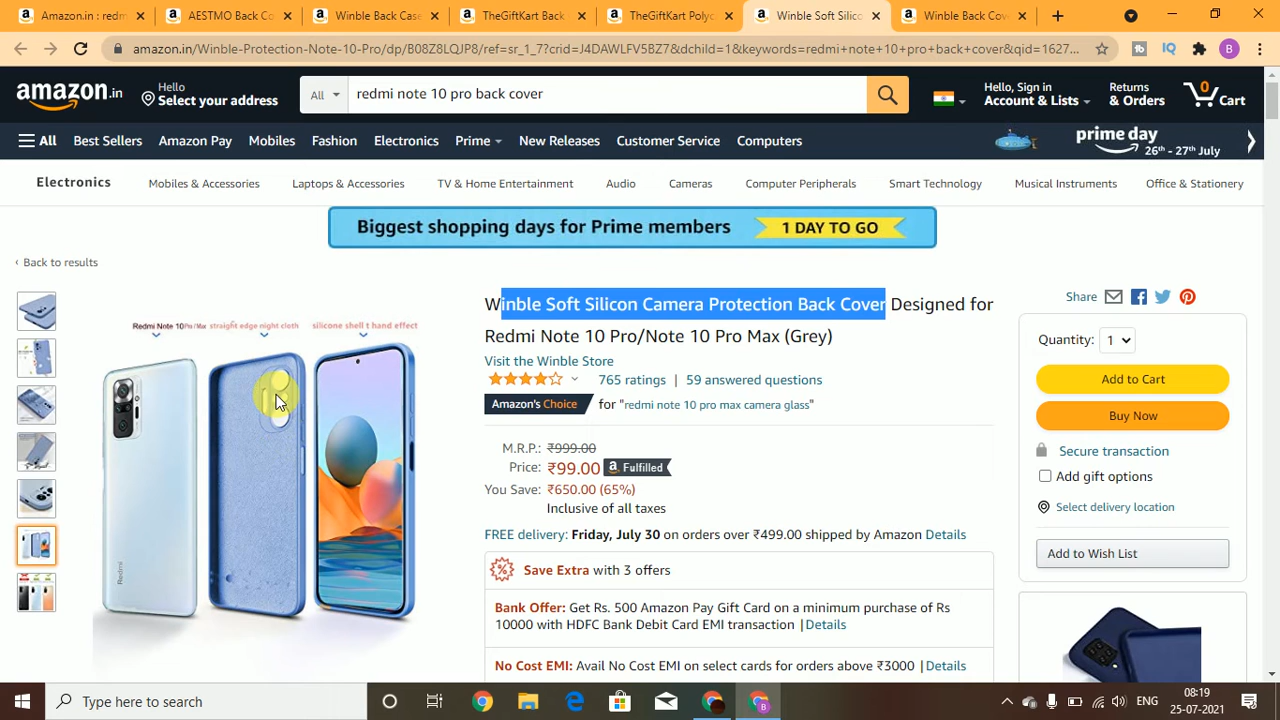 Amazon.in : redm
AESTMO Back Co
Winble Back Case
TheGiftKart Back
TheGiftKart Polyc
Winble Soft Silico
Winble Back Cov
amazon.in/Winble-Protection-Note-10-Pro/dp/B08Z8LQJP8/ref=sr_1_7?crid=J4DAWLFV5BZ7&dchild=1&keywords=redmi+note+10+pro+back+cover&qid=1627...
IQ
B
amazon.in
Hello
Select your address
All
redmi note 10 pro back cover
Hello, Sign in
Account & Lists
Returns
& Orders
0
Cart
All
Best Sellers
Amazon Pay
Mobiles
Fashion
Electronics
Prime
New Releases
Customer Service
Computers
prime day
26th - 27th July
Electronics
Mobiles & Accessories
Laptops & Accessories
TV & Home Entertainment
Audio
Cameras
Computer Peripherals
Smart Technology
Musical Instruments
Office & Stationery
Biggest shopping days for Prime members
1 DAY TO GO
‹ Back to results
Redmi Note 10Pro/Max
straight edge night cloth
silicone shell t hand effect
Redmi
Winble Soft Silicon Camera Protection Back Cover Designed for
Redmi Note 10 Pro/Note 10 Pro Max (Grey)
Visit the Winble Store
765 ratings | 59 answered questions
Amazon's Choice for "redmi note 10 pro max camera glass"
M.R.P.: ₹999.00
Price: ₹99.00 a Fulfilled
You Save: ₹650.00 (65%)
Inclusive of all taxes
FREE delivery: Friday, July 30 on orders over ₹499.00 shipped by Amazon Details
Save Extra with 3 offers
Bank Offer: Get Rs. 500 Amazon Pay Gift Card on a minimum purchase of Rs
10000 with HDFC Bank Debit Card EMI transaction |Details
No Cost EMI: Avail No Cost EMI on select cards for orders above ₹3000 |Details
Share
Quantity: 1
Add to Cart
Buy Now
Secure transaction
Add gift options
Select delivery location
Add to Wish List
Type here to search
ENG
08:19
25-07-2021